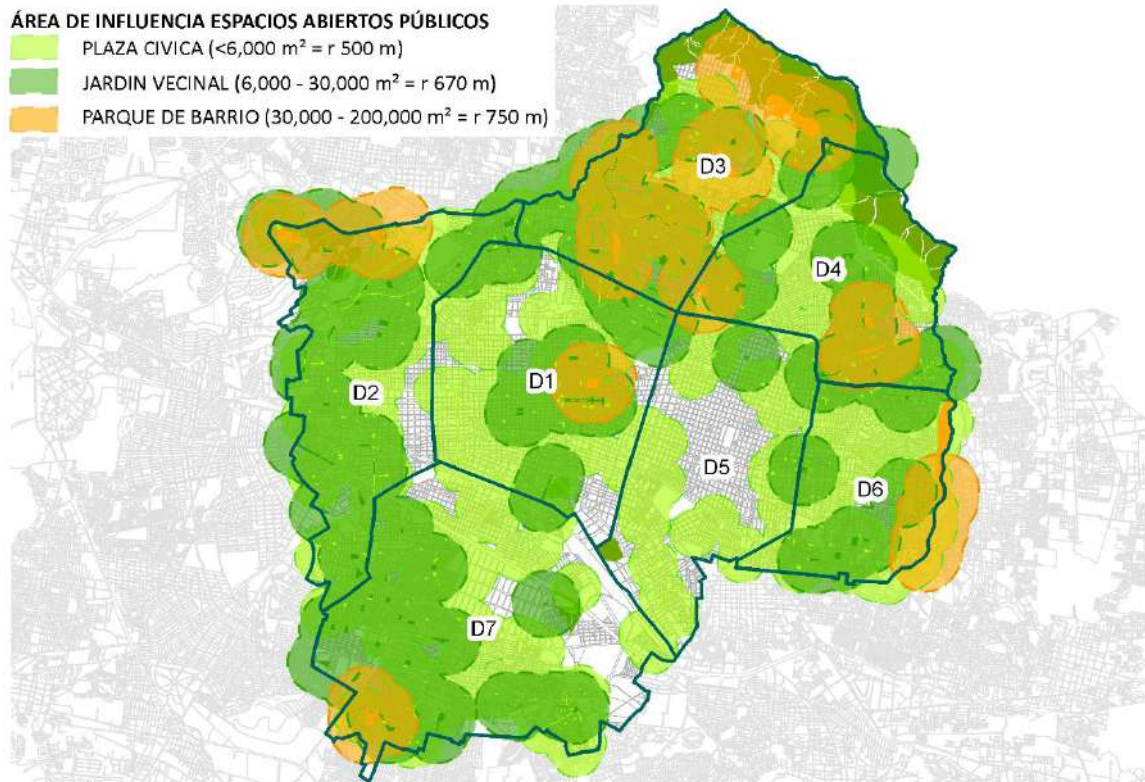 ÁREA DE INFLUENCIA ESPACIOS ABIERTOS PÚBLICOS
PLAZA CIVICA (<6,000 m² = r 500 m)
JARDIN VECINAL (6,000 - 30,000 m² = r 670 m)
PARQUE DE BARRIO (30,000 - 200,000 m² = r 750 m)
D3
D4
D1
D2
D5
D6
D7